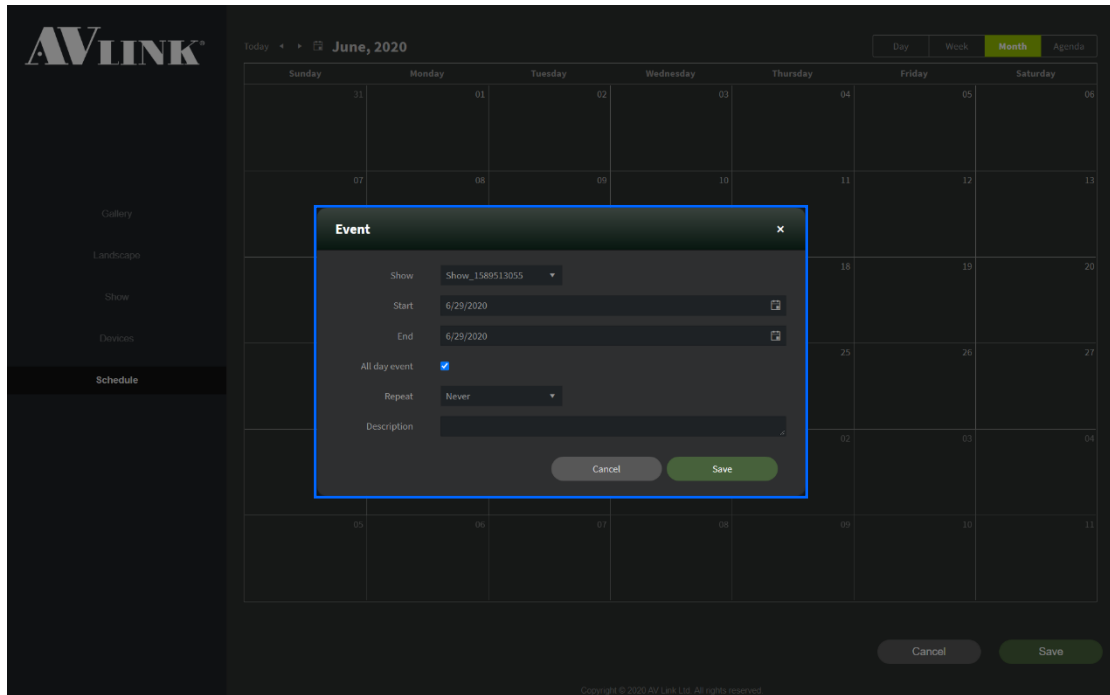 AVLINK®
Today June, 2020 Day Week Month Agenda
Sunday Monday Tuesday Wednesday Thursday Friday Saturday
31 01 02 03 04 05 06
07 08 09 10 11 12 13
Gallery
Landscape
Show
Devices
Schedule
Event ×
Show Show_1589513055
Start 6/29/2020
End 6/29/2020
All day event
Repeat Never
Description
Cancel Save
18 19 20
25 26 27
02 03 04
05 06 07 08 09 10 11
Cancel Save
Copyright © 2020 AV Link Ltd. All rights reserved.